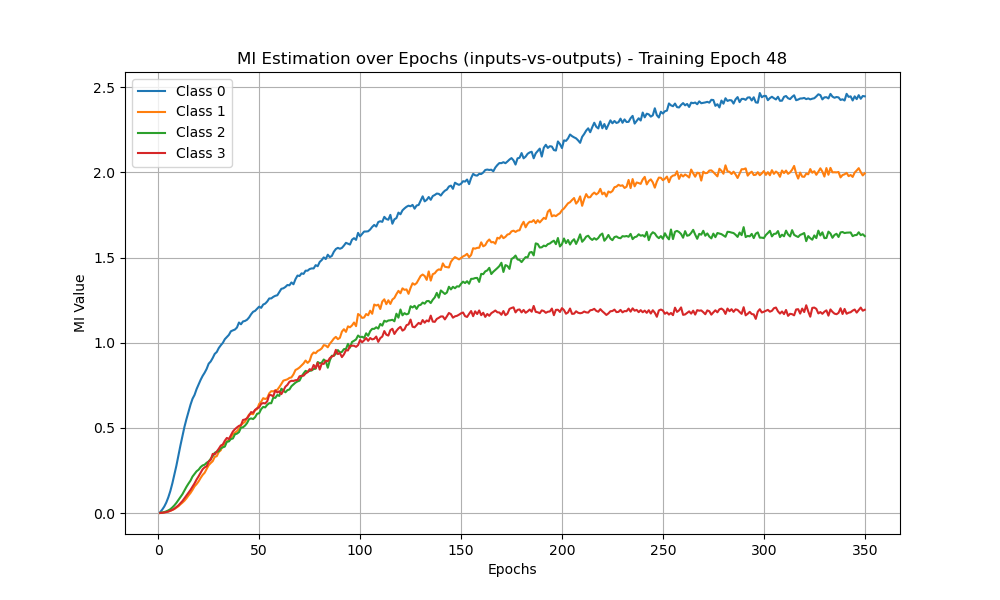 MI Estimation over Epochs (inputs-vs-outputs) - Training Epoch 48
Class 0
Class 1
Class 2
Class 3
2.5
2.0
1.5
1.0
0.5
0.0
MI Value
0 50 100 150 200 250 300 350
Epochs